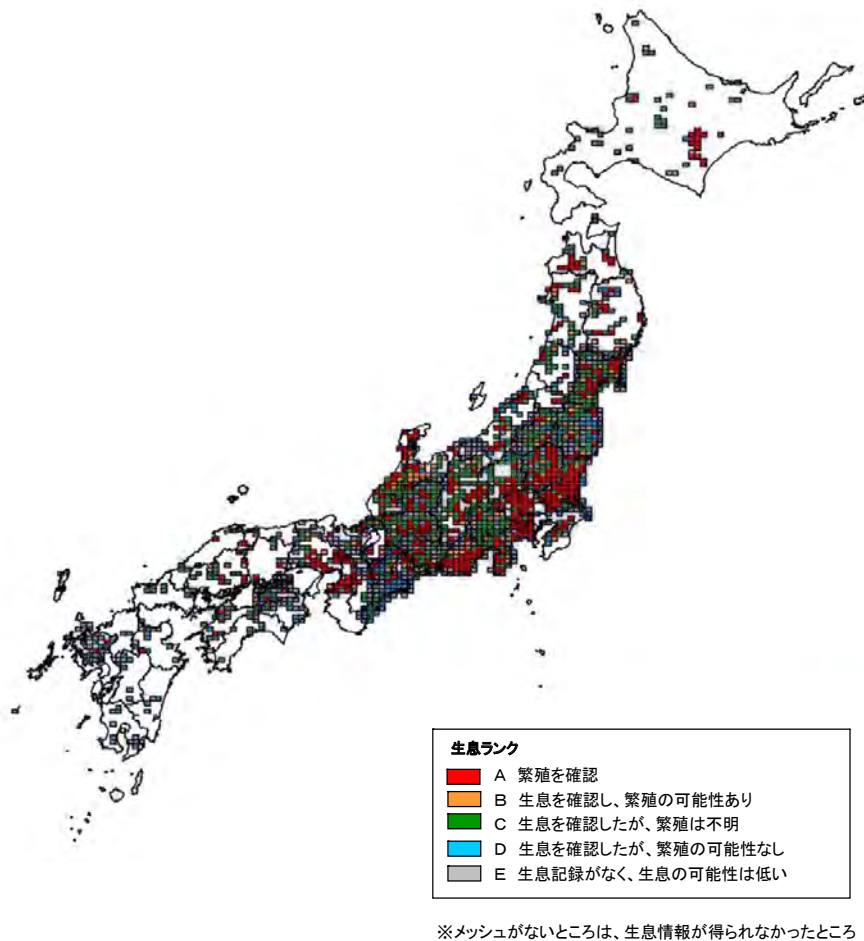 生息ランク
A 繁殖を確認
B 生息を確認し、繁殖の可能性あり
C 生息を確認したが、繁殖は不明
D 生息を確認したが、繁殖の可能性なし
E 生息記録がなく、生息の可能性は低い
※メッシュがないところは、生息情報が得られなかったところ